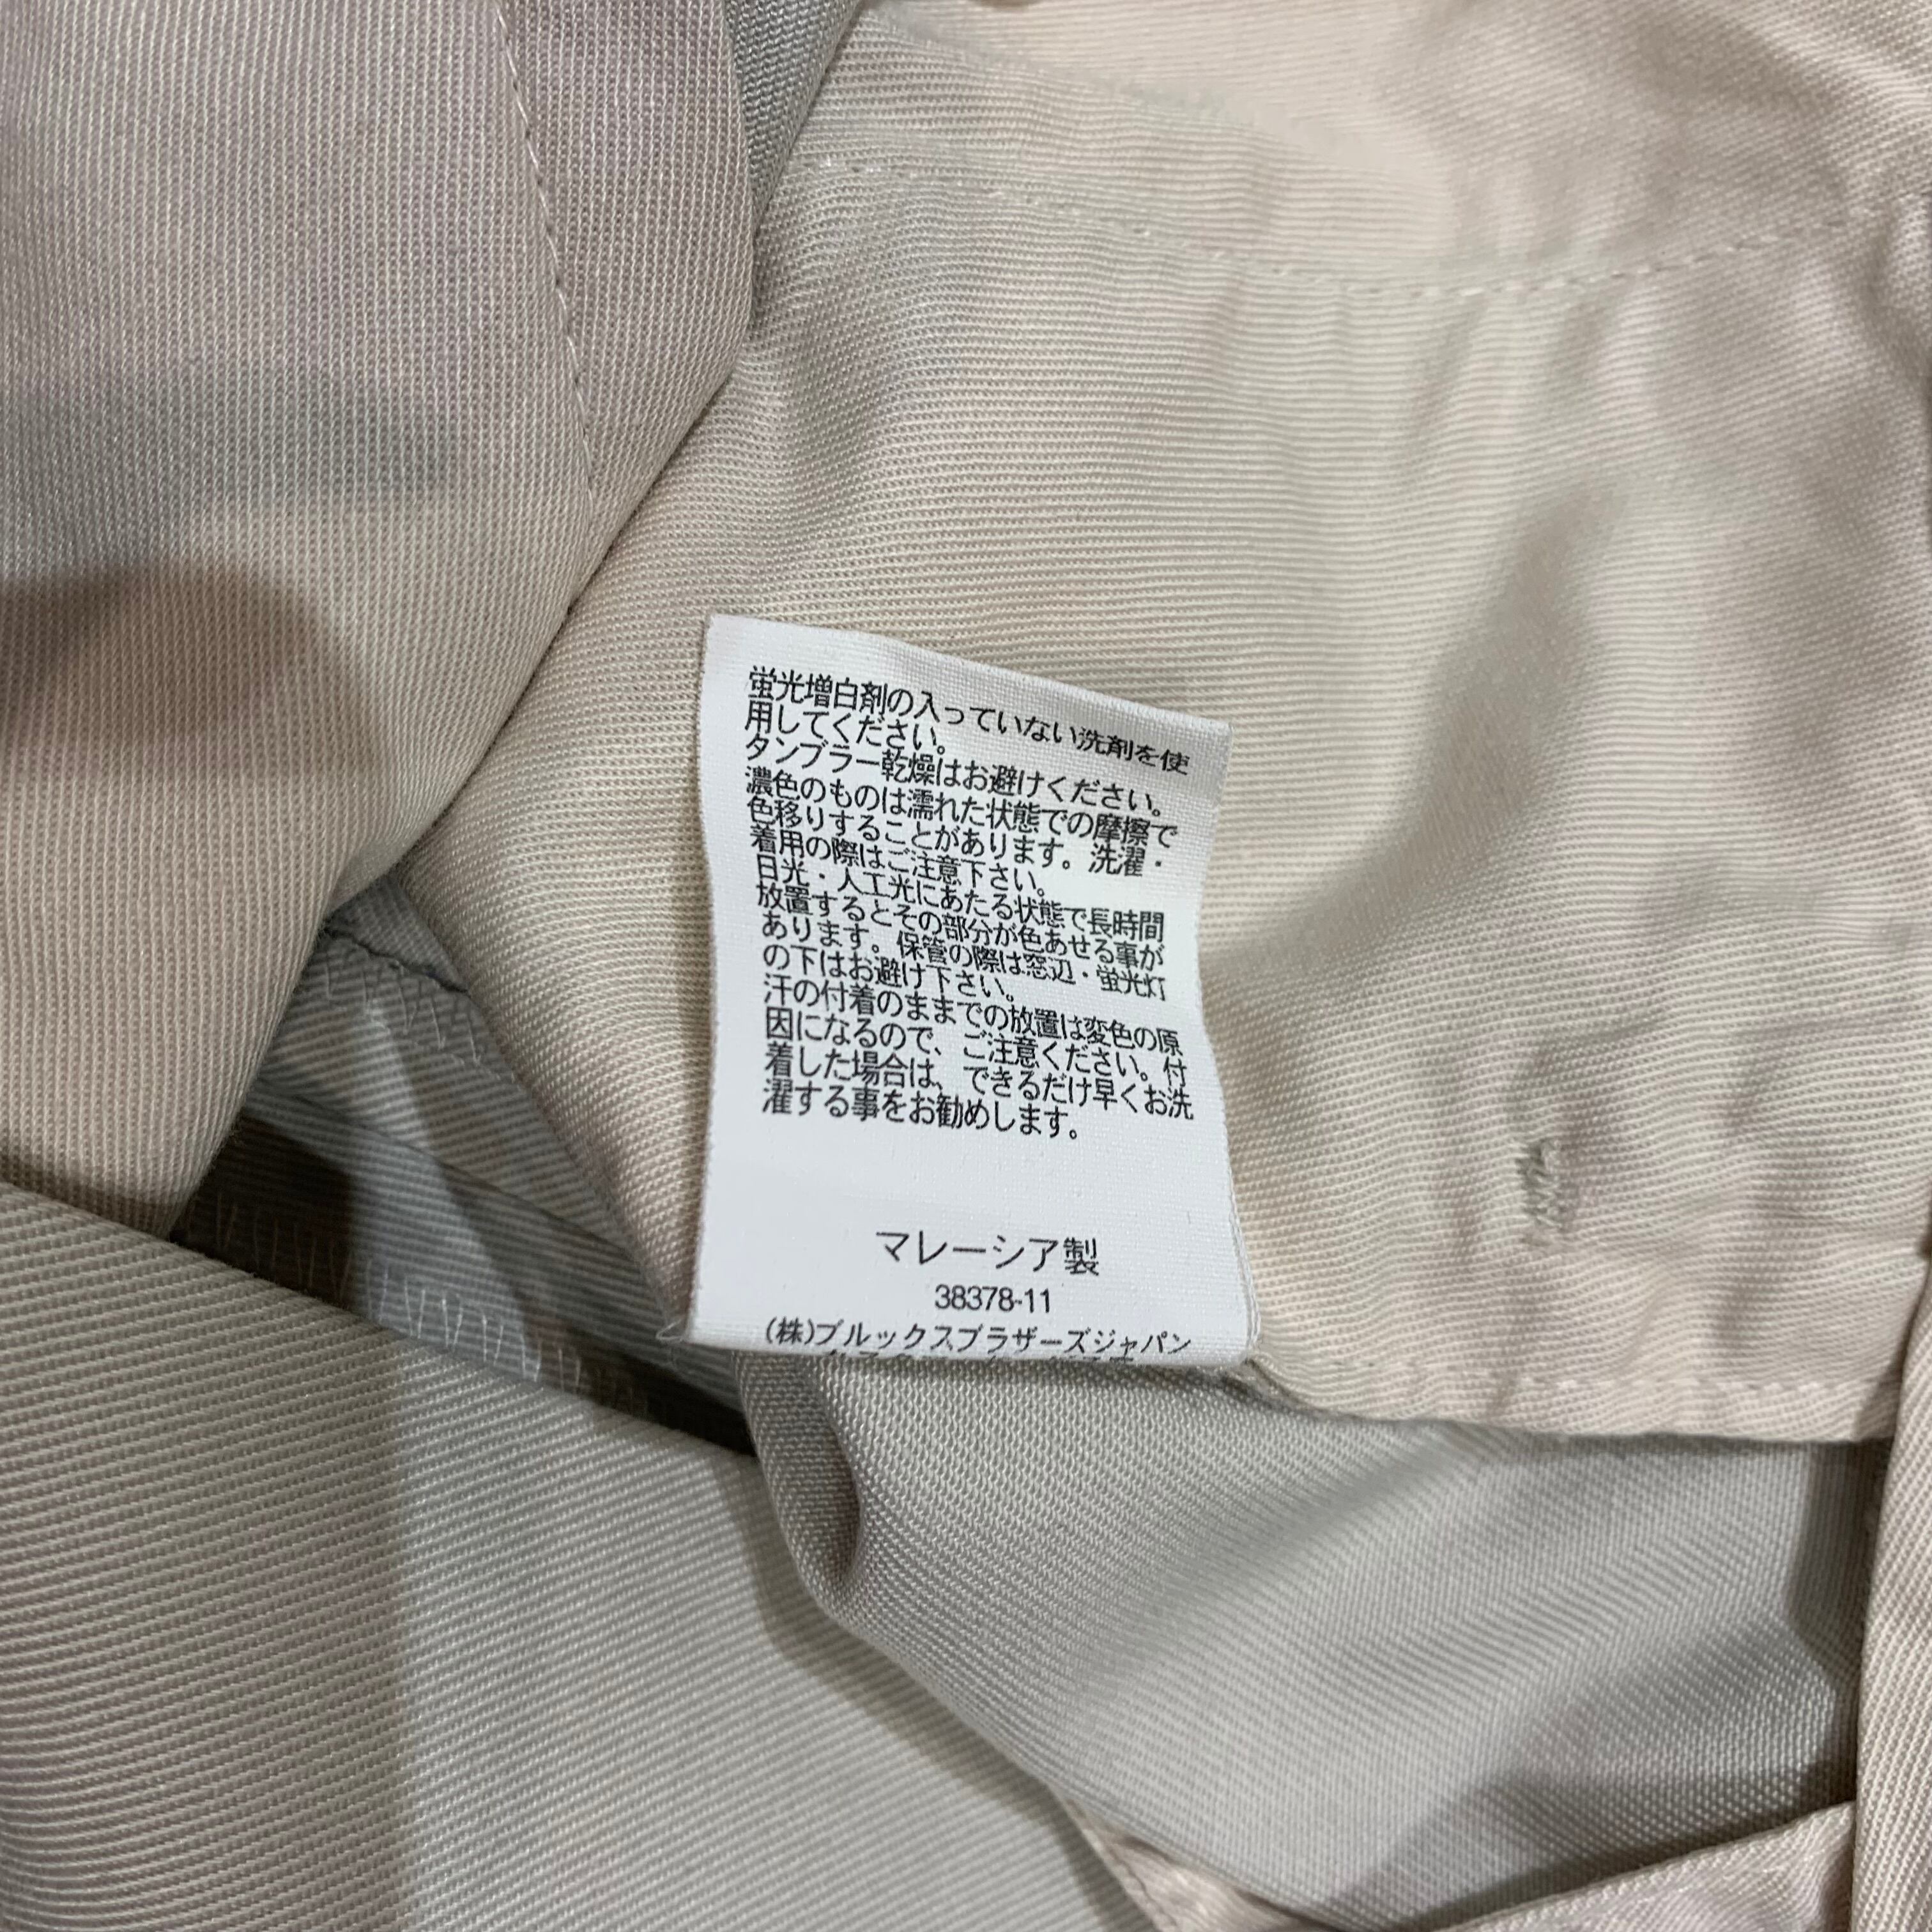 蛍光増白剤の入っていない洗剤を使
用してください。
タンブラー乾燥はお避けください。
濃色のものは濡れた状態での摩擦で
色移りすることがあります。洗濯・
着用の際はご注意下さい。
日光・人工光にあたる状態で長時間
放置するとその部分が色あせる事が
あります。保管の際は窓辺・蛍光灯
の下はお避け下さい。
汗の付着のままでの放置は変色の原
因になるので、ご注意ください。付
着した場合は、できるだけ早くお洗
濯する事をお勧めします。
マレーシア製
38378-11
(株)ブルックスブラザーズジャパン